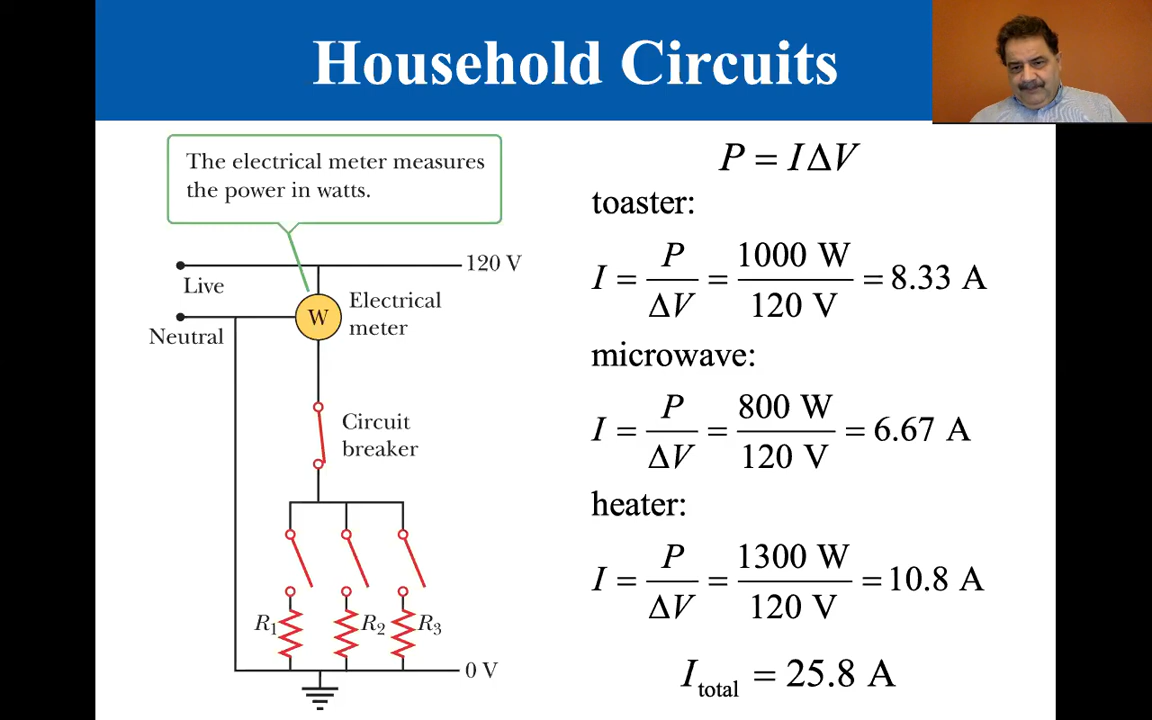 Household Circuits
The electrical meter measures
the power in watts.
120 V
Live
W
Electrical
meter
Neutral
Circuit
breaker
R1
R2
R3
0 V
P = I ΔV
toaster:
I = P/ΔV = 1000 W/120 V = 8.33 A
microwave:
I = P/ΔV = 800 W/120 V = 6.67 A
heater:
I = P/ΔV = 1300 W/120 V = 10.8 A
Itotal = 25.8 A